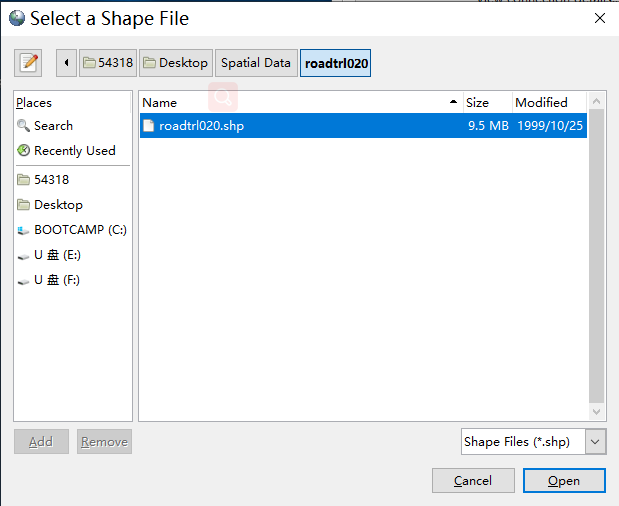 Select a Shape File
54318 Desktop Spatial Data roadtrl020
Places
Search
Recently Used
54318
Desktop
BOOTCAMP (C:)
U 盘 (E:)
U 盘 (F:)
Name Size Modified
roadtrl020.shp 9.5 MB 1999/10/25
Add Remove
Shape Files (*.shp)
Cancel Open